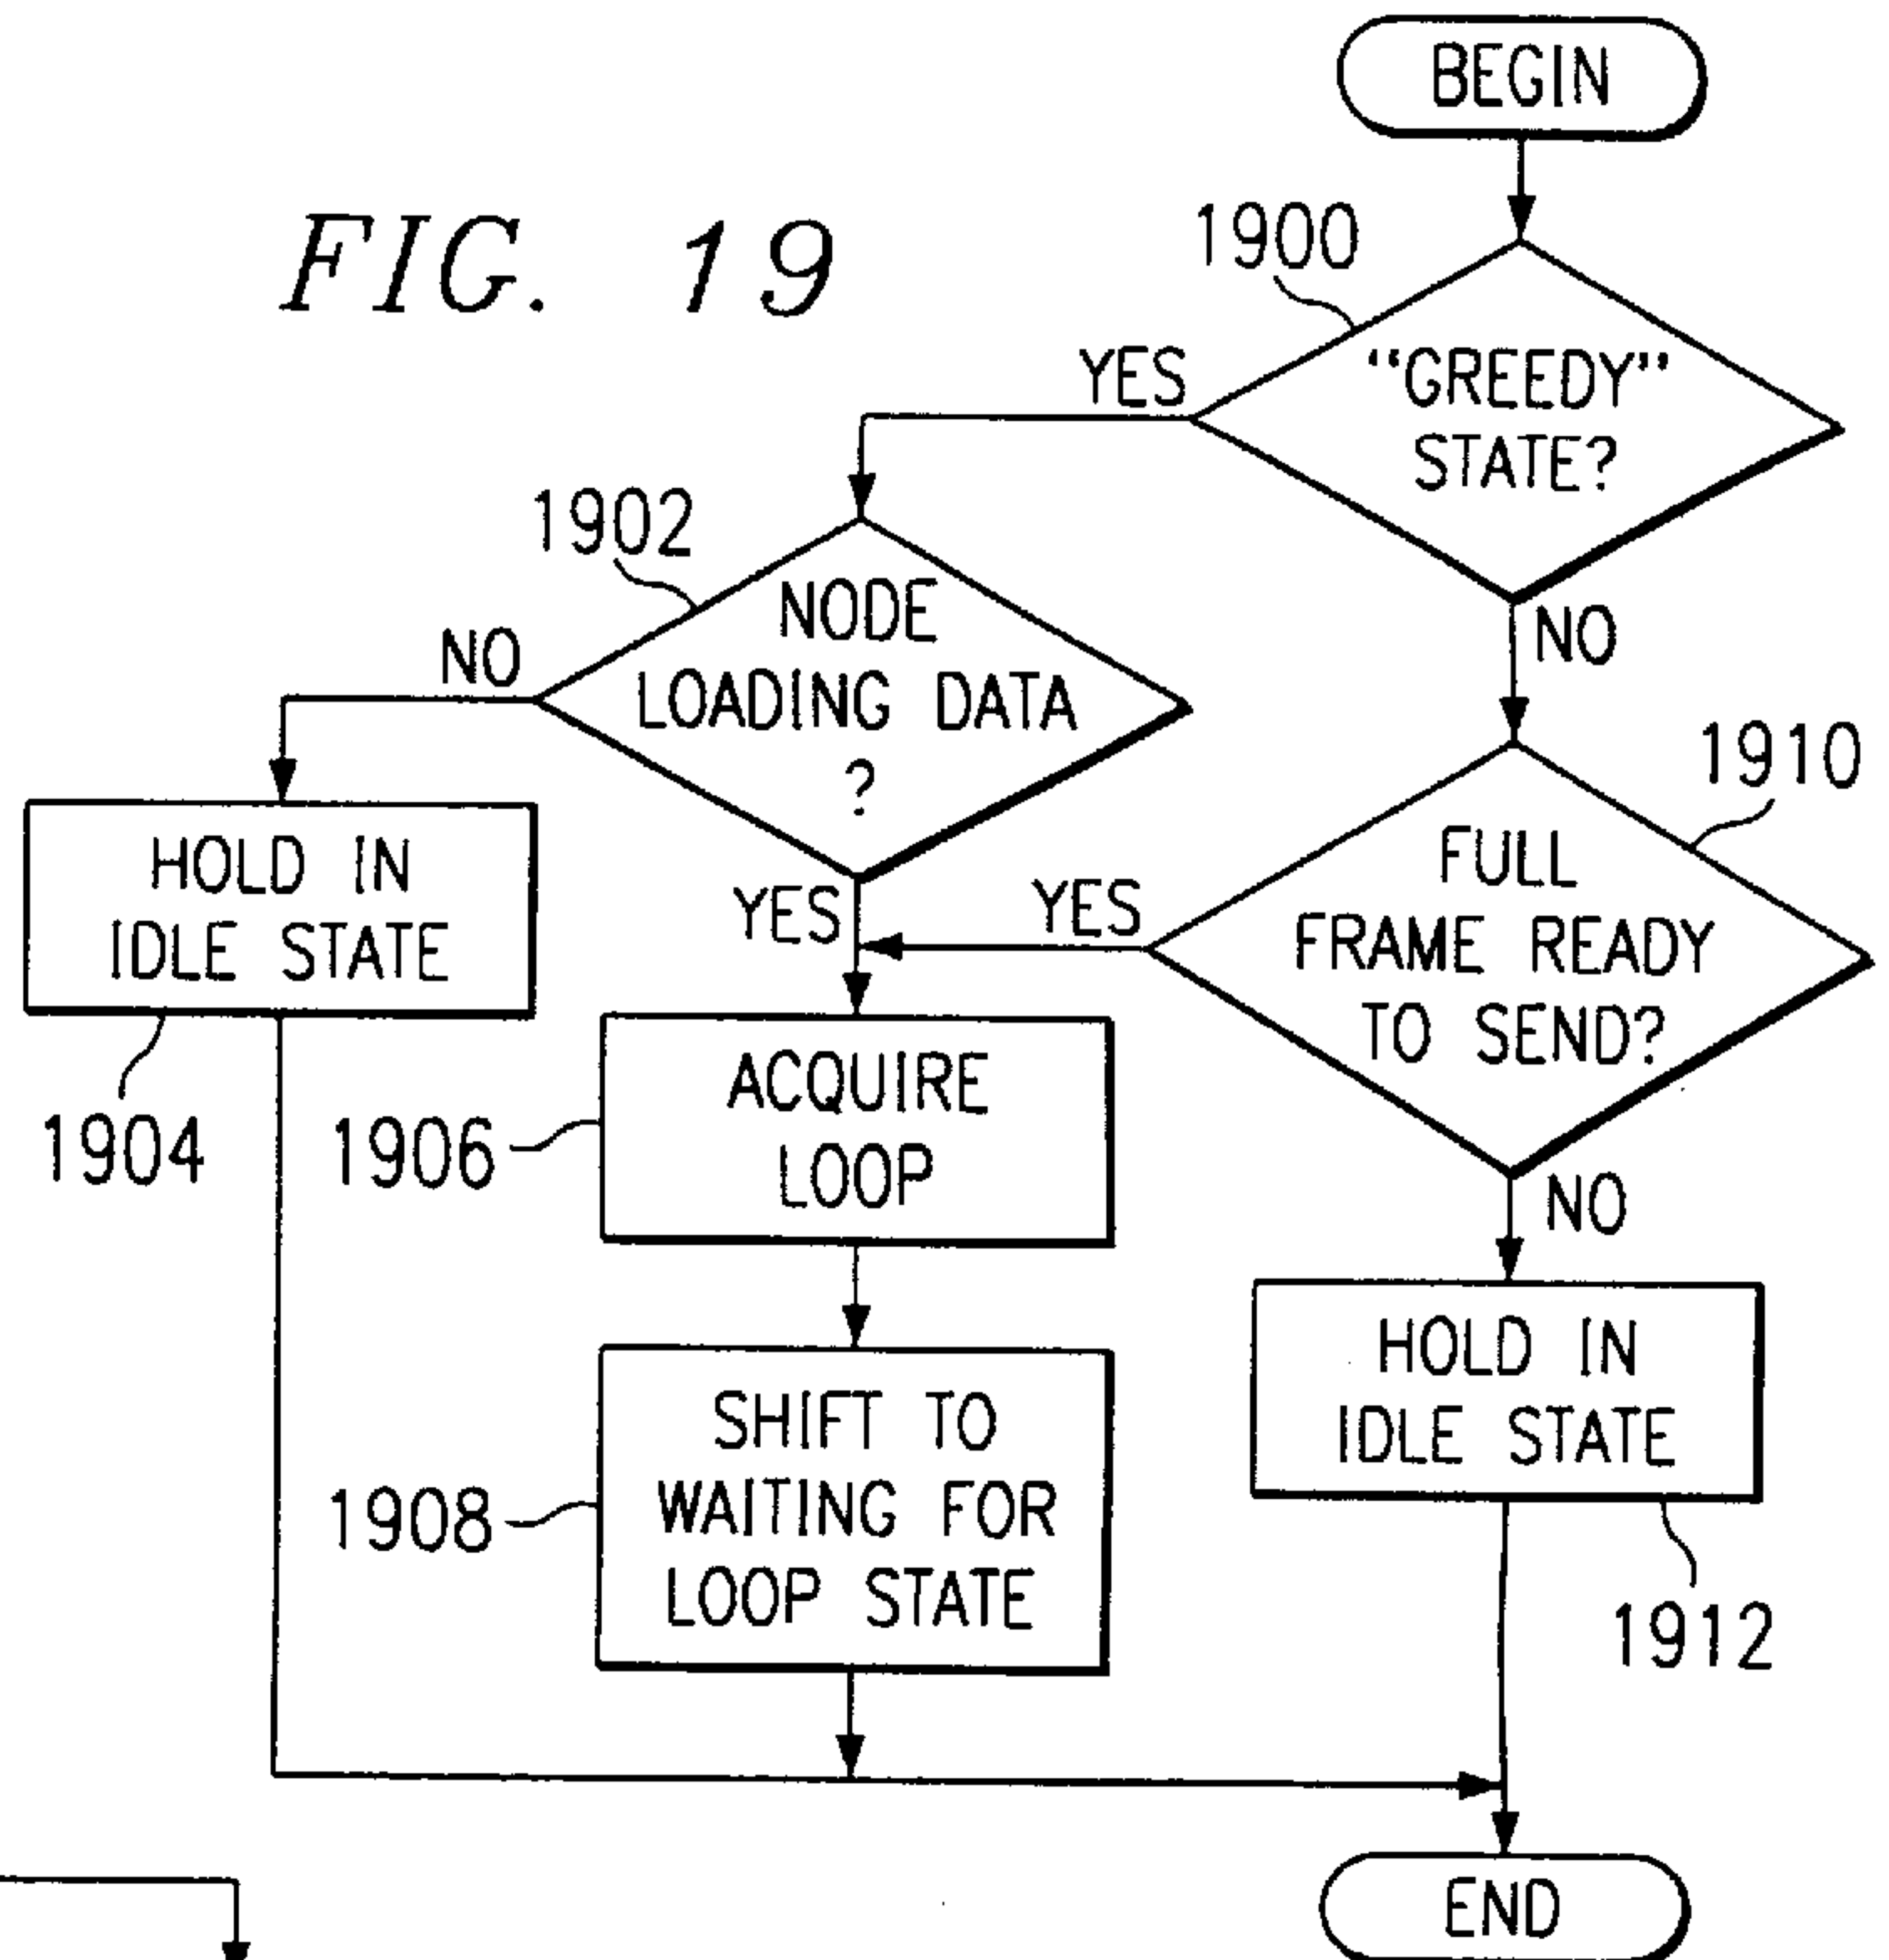 FIG. 19
BEGIN
1900
"GREEDY"
STATE?
YES
NO
1902
NODE
LOADING DATA
?
NO
YES
1910
FULL
FRAME READY
TO SEND?
YES
NO
HOLD IN
IDLE STATE
1904
1906
ACQUIRE
LOOP
1908
SHIFT TO
WAITING FOR
LOOP STATE
HOLD IN
IDLE STATE
1912
END